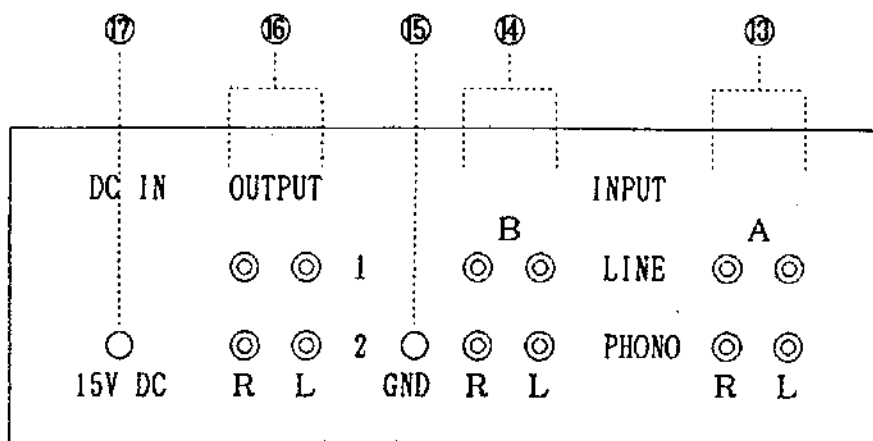 ⑰ ⑯ ⑮ ⑭ ⑬
DC IN OUTPUT INPUT
B A
1 LINE
2 PHONO
15V DC R L GND R L R L